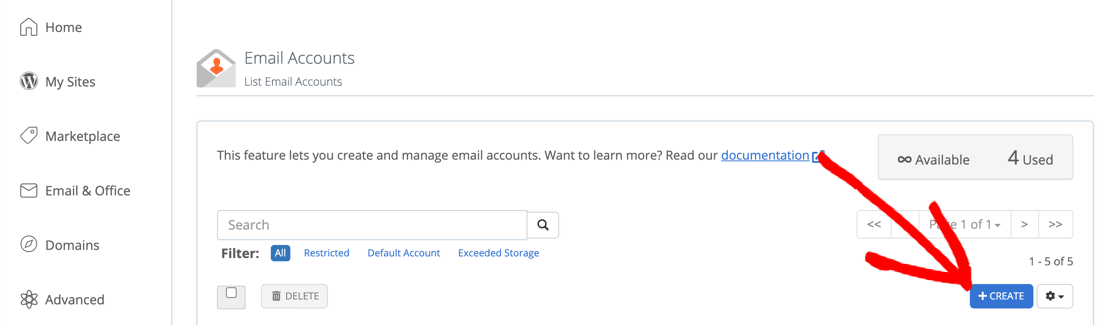 Home
My Sites
Marketplace
Email & Office
Domains
Advanced
Email Accounts
List Email Accounts
This feature lets you create and manage email accounts. Want to learn more? Read our documentation
∞ Available 4 Used
Search
<< Page 1 of 1 > >>
Filter: All Restricted Default Account Exceeded Storage
1 - 5 of 5
DELETE
+ CREATE